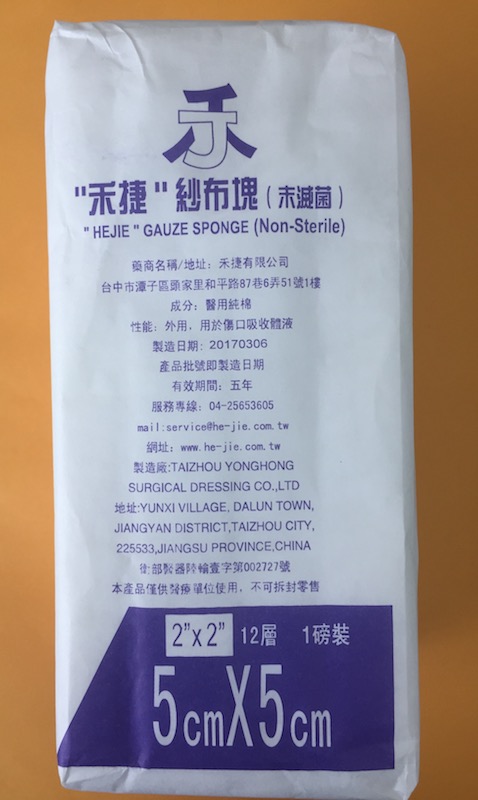 禾J
"禾捷"紗布塊(未滅菌)
"HEJIE" GAUZE SPONGE (Non-Sterile)
藥商名稱/地址: 禾捷有限公司
台中市潭子區頭家里和平路87巷6弄51號1樓
成分: 醫用純棉
性能: 外用, 用於傷口吸收體液
製造日期: 20170306
產品批號即製造日期
有效期間: 五年
服務專線: 04-25653605
mail:service@he-jie.com.tw
網址: www.he-jie.com.tw
製造廠:TAIZHOU YONGHONG
SURGICAL DRESSING CO.,LTD
地址:YUNXI VILLAGE, DALUN TOWN,
JIANGYAN DISTRICT,TAIZHOU CITY,
225533,JIANGSU PROVINCE,CHINA
衛部醫器陸輸壹字第002727號
本產品僅供醫療單位使用, 不可拆封零售
2"x2" 12層 1磅裝
5cmX5cm